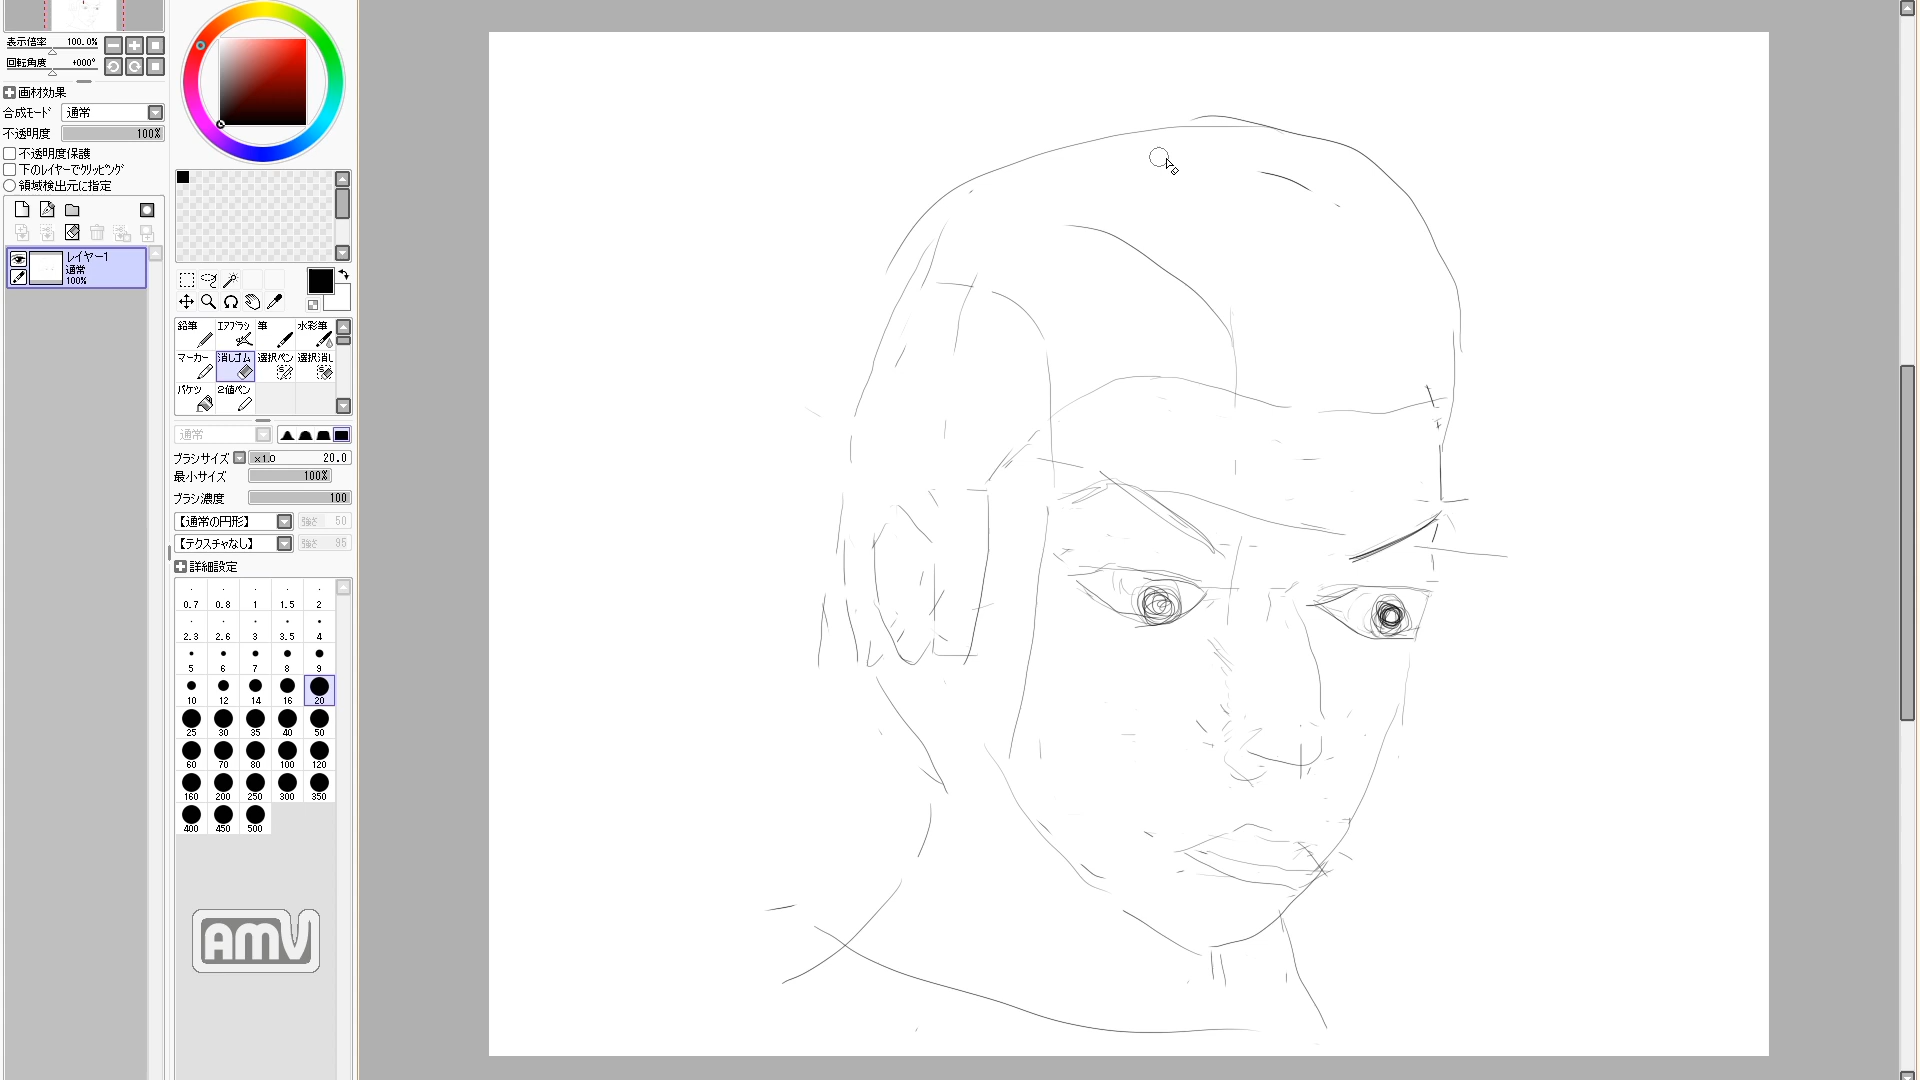 表示倍率 100.0%
回転角度 +000°
画材効果
合成モード 通常
不透明度 100%
不透明度保護
下のレイヤーでクリッピング
領域検出元に指定
レイヤー1
通常
100%
鉛筆 エアブラシ 筆 水彩筆
マーカー 消しゴム 選択ペン 選択消し
バケツ 2値ペン
通常
ブラシサイズ x1.0 20.0
最小サイズ 100%
ブラシ濃度 100
【通常の円形】 強さ 50
【テクスチャなし】 強さ 95
詳細設定
0.7 0.8 1 1.5 2
2.3 2.6 3 3.5 4
5 6 7 8 9
10 12 14 16 20
25 30 35 40 50
60 70 80 100 120
160 200 250 300 350
400 450 500
AMV